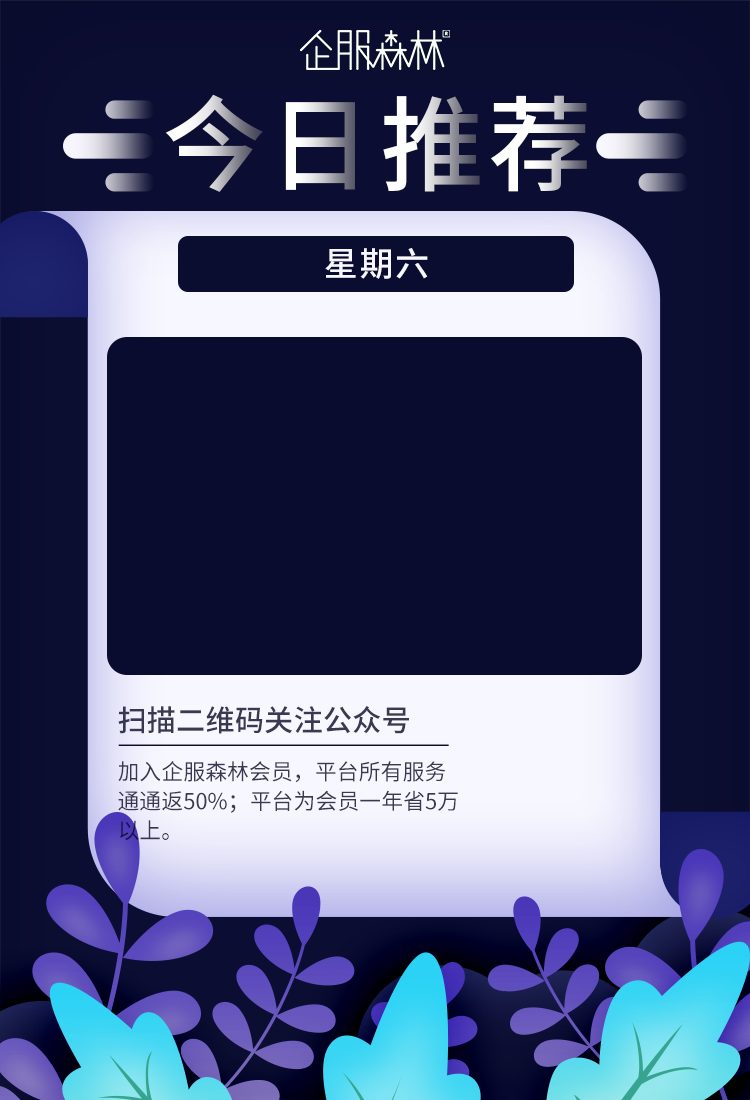 企服森林®
今日推荐
星期六
扫描二维码关注公众号
加入企服森林会员，平台所有服务
通通返50%；平台为会员一年省5万
以上。